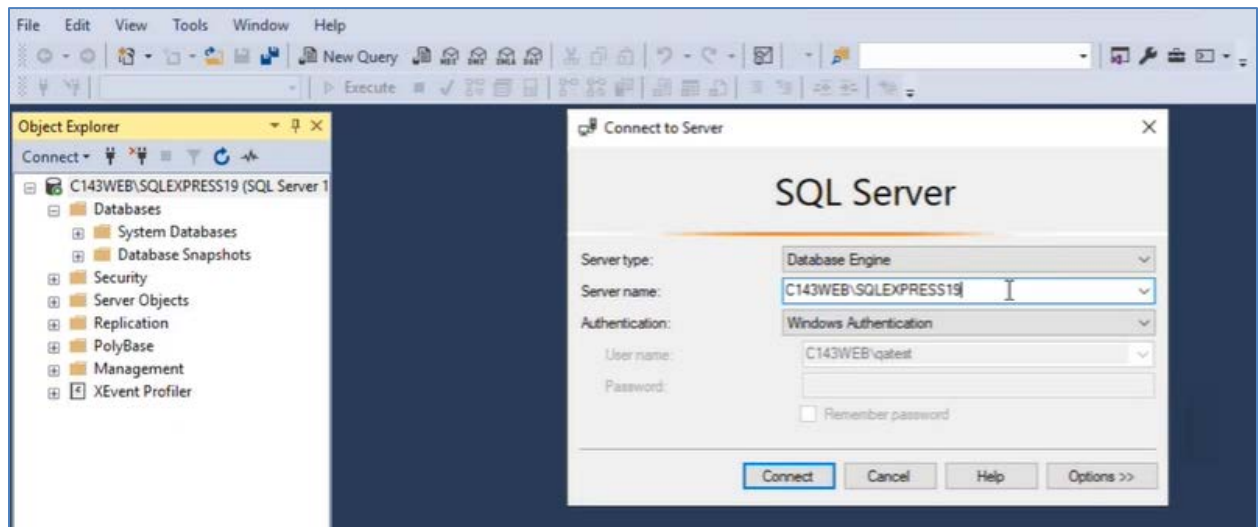 File Edit View Tools Window Help
New Query
Execute
Object Explorer
Connect
C143WEB\SQLEXPRESS19 (SQL Server 1
Databases
System Databases
Database Snapshots
Security
Server Objects
Replication
PolyBase
Management
XEvent Profiler
Connect to Server
SQL Server
Server type: Database Engine
Server name: C143WEB\SQLEXPRESS19
Authentication: Windows Authentication
User name: C143WEB\qatest
Password:
Remember password
Connect Cancel Help Options >>